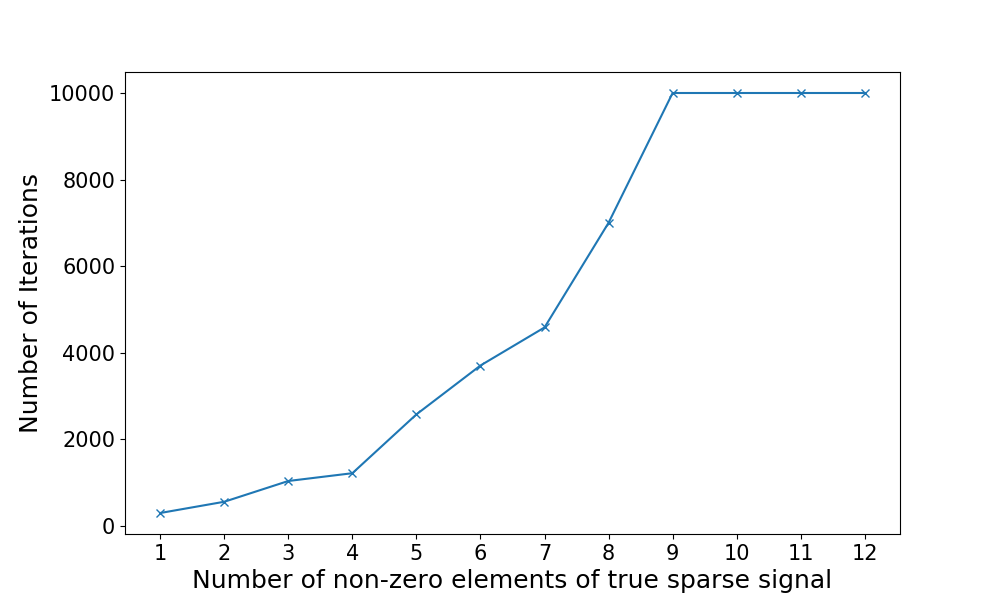 10000
8000
6000
4000
2000
0
Number of Iterations
1 2 3 4 5 6 7 8 9 10 11 12
Number of non-zero elements of true sparse signal